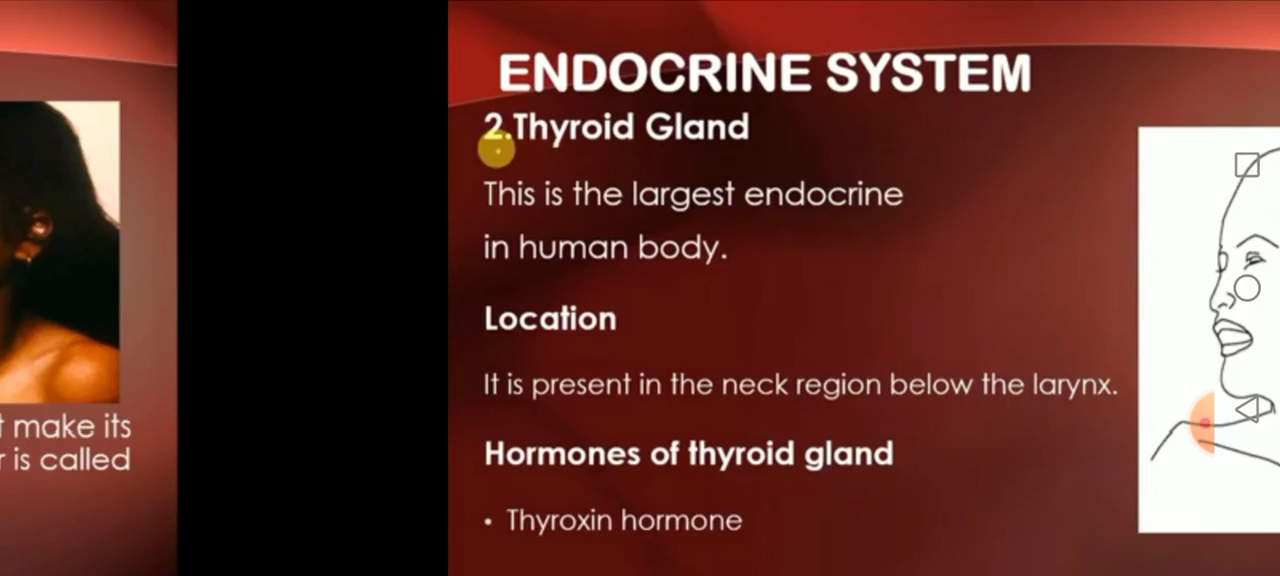 t make its
r is called
ENDOCRINE SYSTEM
2.Thyroid Gland
This is the largest endocrine
in human body.
Location
It is present in the neck region below the larynx.
Hormones of thyroid gland
• Thyroxin hormone